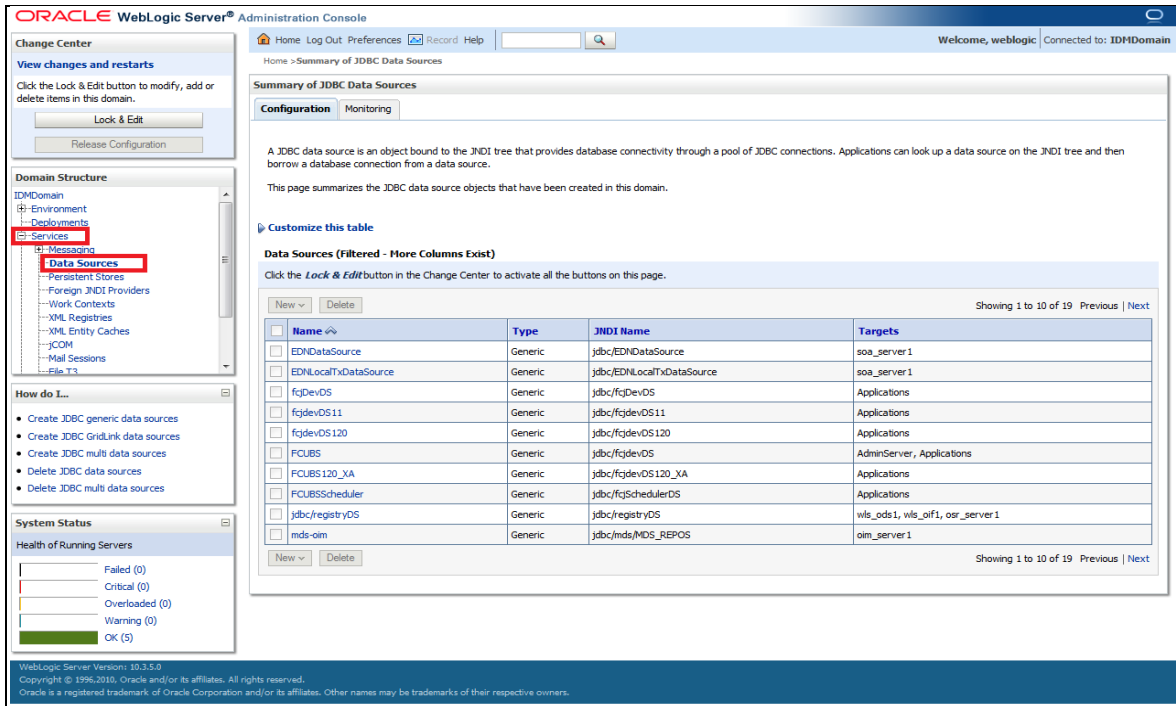 ORACLE WebLogic Server® Administration Console
Change Center
View changes and restarts
Click the Lock & Edit button to modify, add or
delete items in this domain.
Lock & Edit
Release Configuration
Domain Structure
IDMDomain
Environment
Deployments
Services
Messaging
Data Sources
Persistent Stores
Foreign JNDI Providers
Work Contexts
XML Registries
XML Entity Caches
jCOM
Mail Sessions
File T3
How do I...
Create JDBC generic data sources
Create JDBC GridLink data sources
Create JDBC multi data sources
Delete JDBC data sources
Delete JDBC multi data sources
System Status
Health of Running Servers
Failed (0)
Critical (0)
Overloaded (0)
Warning (0)
OK (5)
Home Log Out Preferences Record Help
Welcome, weblogic Connected to: IDMDomain
Home >Summary of JDBC Data Sources
Summary of JDBC Data Sources
Configuration Monitoring
A JDBC data source is an object bound to the JNDI tree that provides database connectivity through a pool of JDBC connections. Applications can look up a data source on the JNDI tree and then
borrow a database connection from a data source.
This page summarizes the JDBC data source objects that have been created in this domain.
Customize this table
Data Sources (Filtered - More Columns Exist)
Click the Lock & Edit button in the Change Center to activate all the buttons on this page.
New Delete Showing 1 to 10 of 19 Previous | Next
Name Type JNDI Name Targets
EDNDataSource Generic jdbc/EDNDataSource soa_server1
EDNLocalTxDataSource Generic jdbc/EDNLocalTxDataSource soa_server1
fcjDevDS Generic jdbc/fcjDevDS Applications
fcjdevDS11 Generic jdbc/fcjdevDS11 Applications
fcjdevDS120 Generic jdbc/fcjdevDS120 Applications
FCUBS Generic jdbc/fcjdevDS AdminServer, Applications
FCUBS120_XA Generic jdbc/fcjdevDS120_XA Applications
FCUBSScheduler Generic jdbc/fcjSchedulerDS Applications
jdbc/registryDS Generic jdbc/registryDS wls_ods1, wls_oif1, osr_server1
mds-oim Generic jdbc/mds/MDS_REPOS oim_server1
New Delete Showing 1 to 10 of 19 Previous | Next
WebLogic Server Version: 10.3.5.0
Copyright © 1996,2010, Oracle and/or its affiliates. All rights reserved.
Oracle is a registered trademark of Oracle Corporation and/or its affiliates. Other names may be trademarks of their respective owners.